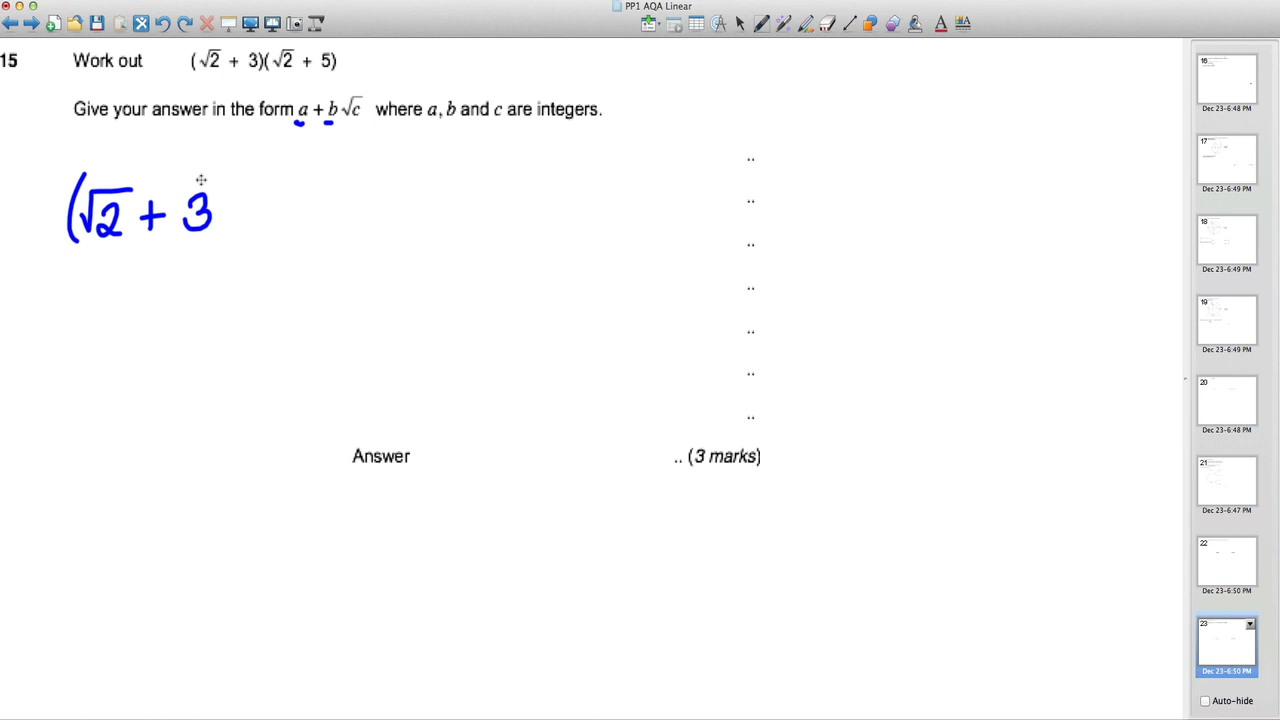 PP1 AQA Linear
15 Work out (√2 + 3)(√2 + 5)
Give your answer in the form a + b√c where a, b and c are integers.
(√2 + 3
..
..
..
..
..
..
..
Answer .. (3 marks)
16
Dec 23-6:48 PM
17
Dec 23-6:49 PM
18
Dec 23-6:49 PM
19
Dec 23-6:49 PM
20
Dec 23-6:48 PM
21
Dec 23-6:47 PM
22
Dec 23-6:50 PM
23
Dec 23-6:50 PM
Auto-hide